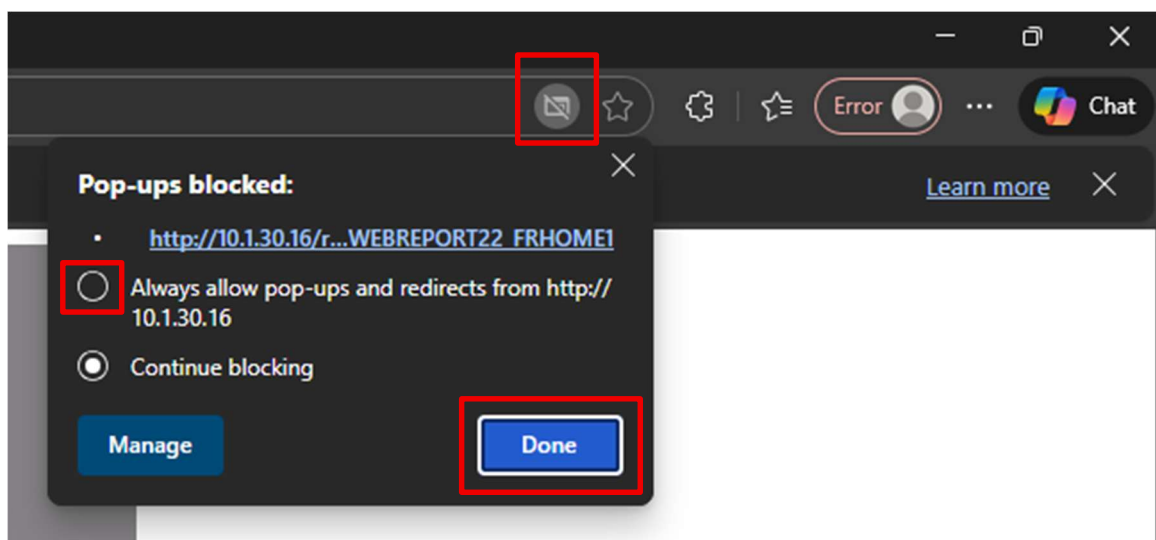 Error
Chat
Learn more
Pop-ups blocked:
http://10.1.30.16/r...WEBREPORT22_FRHOME1
Always allow pop-ups and redirects from http://
10.1.30.16
Continue blocking
Manage
Done